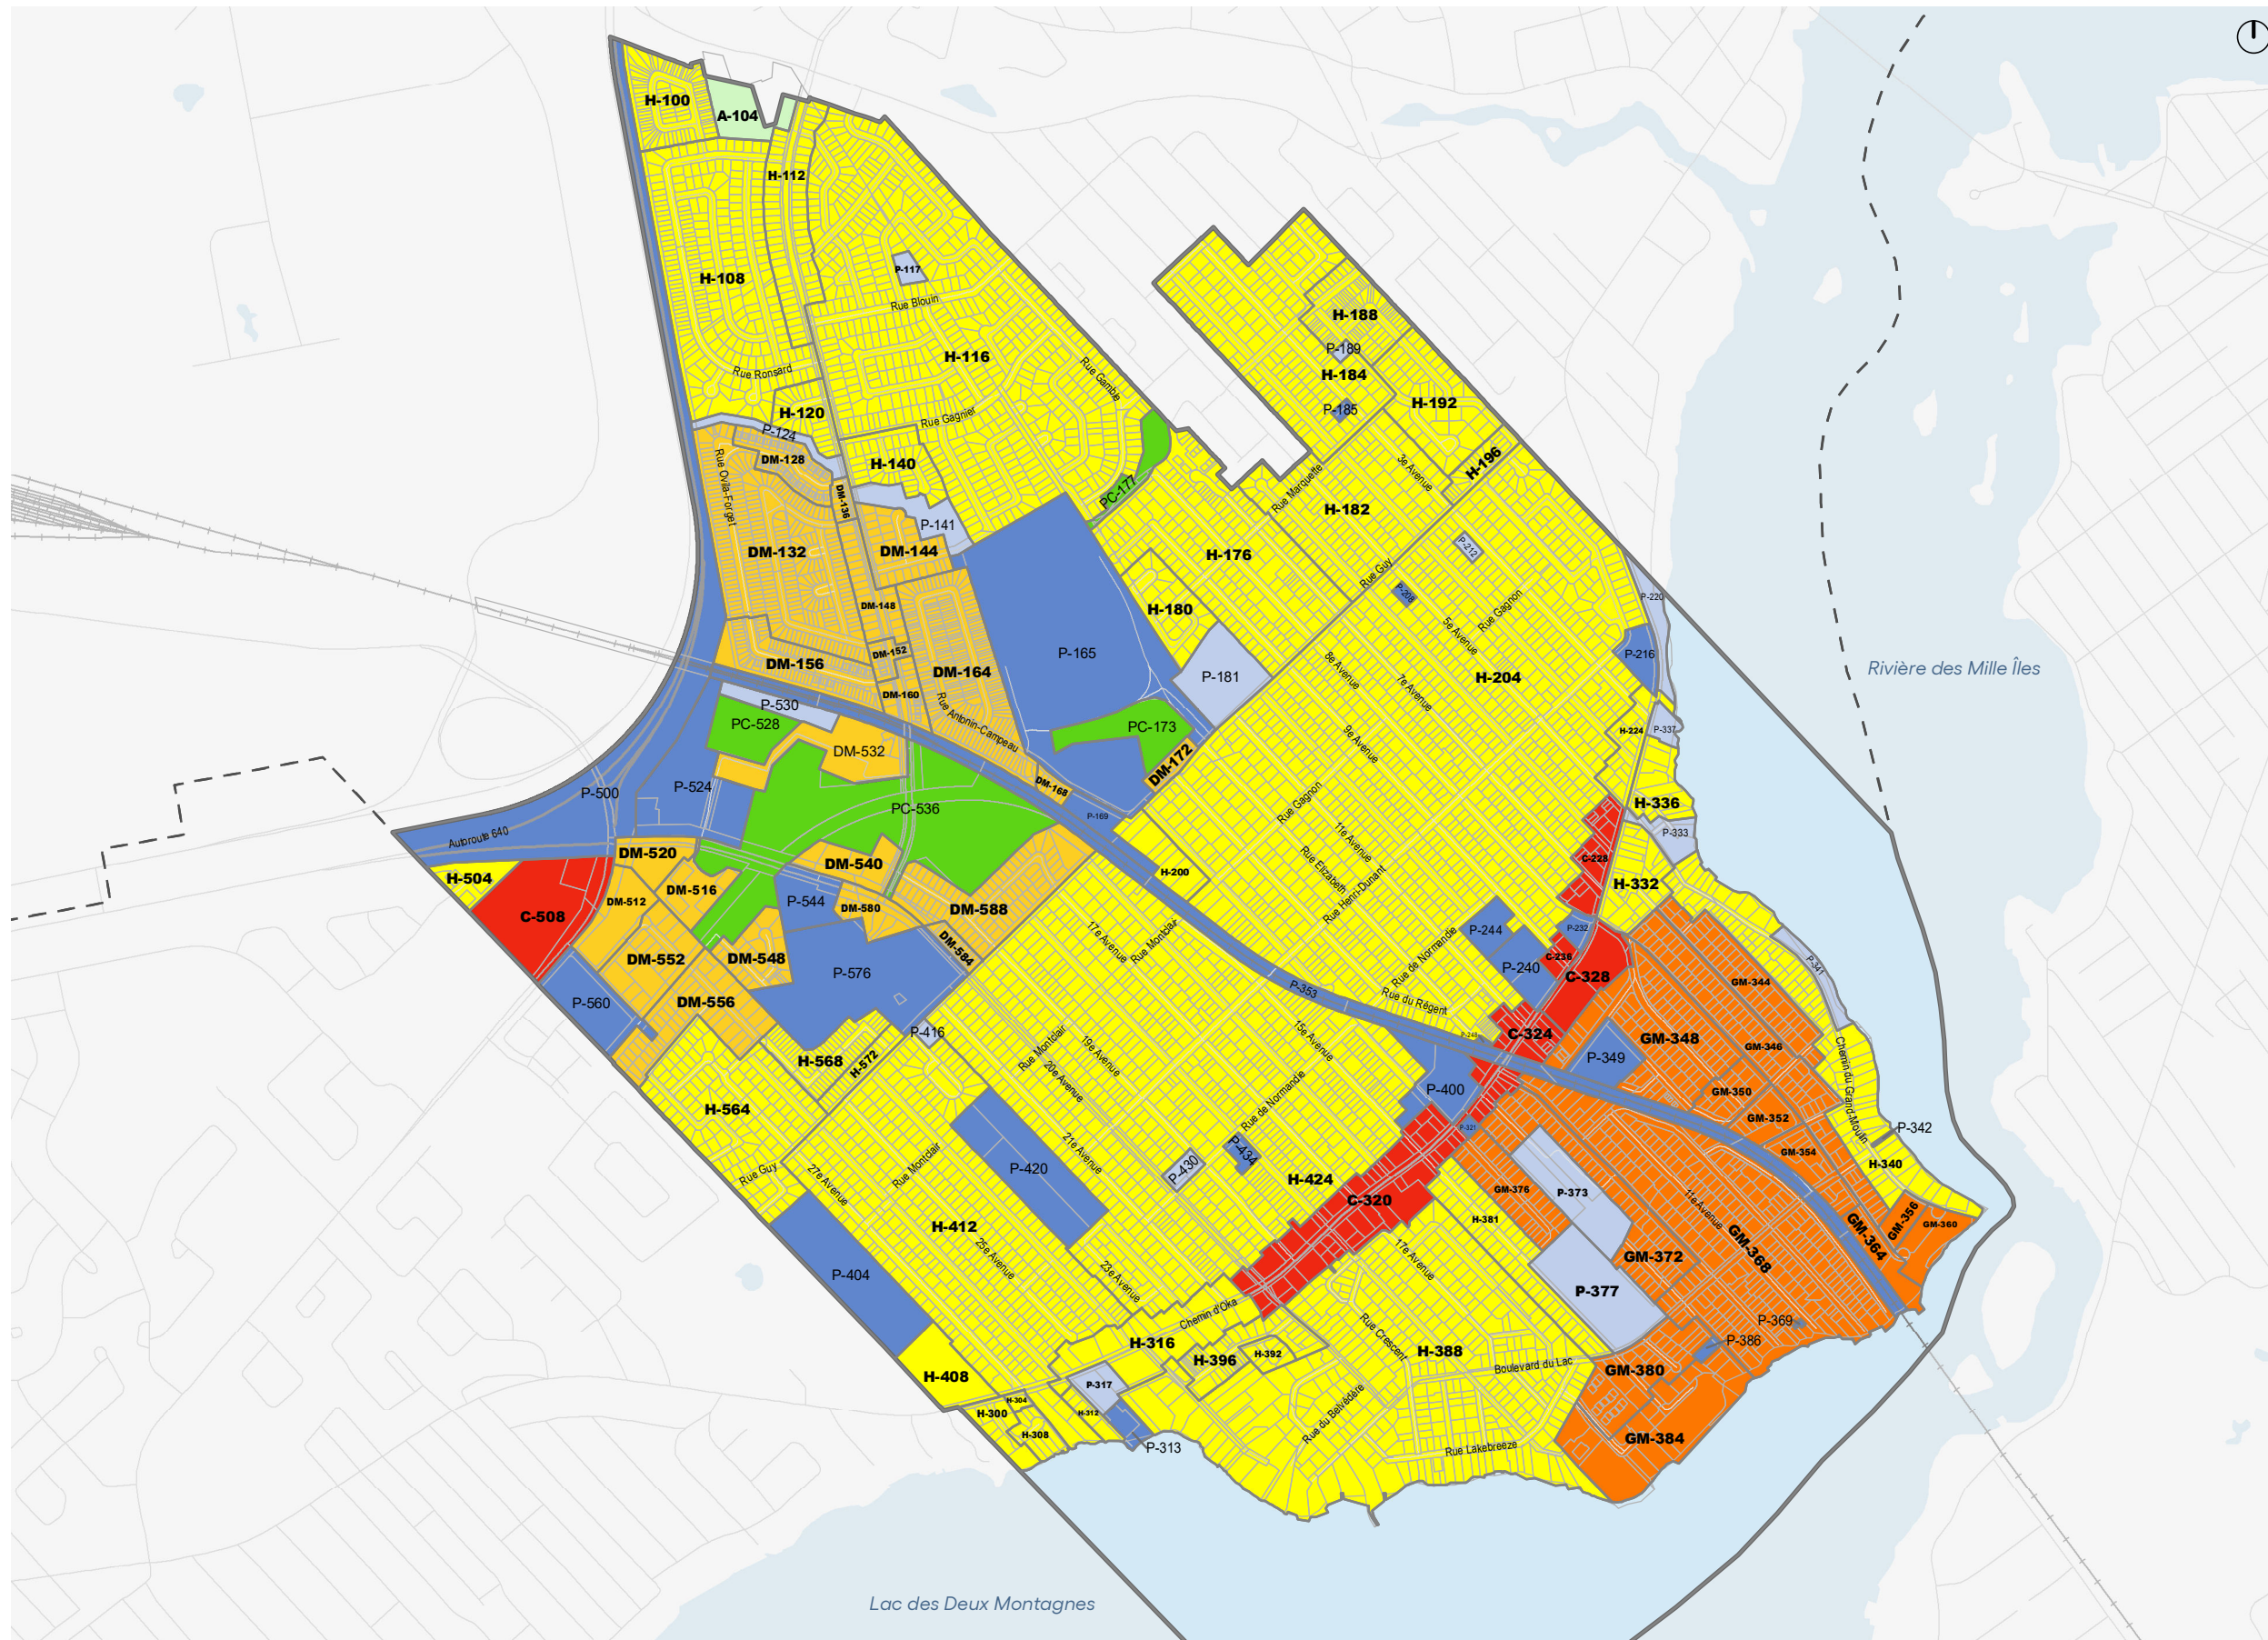 H-100
A-104
H-112
H-108
P-117
Rue Blouin
H-116
Rue Gamble
Rue Ronsard
H-120
Rue Gagnier
P-124
H-140
DM-128
Rue Ovila-Forget
DM-136
PC-177
P-141
DM-132
DM-144
H-188
P-189
H-184
P-185
H-192
H-196
3e Avenue
Rue Marquette
H-182
H-176
P-212
Rue Guy
P-208
H-180
DM-148
P-220
Rue Gagnon
5e Avenue
DM-152
P-165
P-216
DM-156
DM-164
P-181
8e Avenue
H-204
7e Avenue
Rivière des Mille Îles
DM-160
P-530
PC-528
Rue Antonin-Campeau
PC-173
9e Avenue
H-224
P-337
DM-532
DM-172
P-524
P-500
DM-168
PC-536
P-169
Rue Gagnon
H-336
P-333
Autoroute 640
11e Avenue
DM-520
DM-540
C-228
Rue Elizabeth
H-200
H-504
DM-516
H-332
Rue Henri-Dunant
DM-512
P-544
DM-580
DM-588
C-508
P-244
P-232
17e Avenue
Rue Montclair
DM-584
DM-552
DM-548
Rue de Normandie
C-236
P-240
C-328
P-341
P-576
GM-344
P-353
Rue du Régent
P-560
DM-556
P-416
P-248
C-324
GM-348
15e Avenue
GM-346
P-349
H-568
H-572
Rue Montclair
19e Avenue
20e Avenue
Chemin du Grand-Moulin
P-400
GM-350
H-564
Rue de Normandie
GM-352
P-321
P-342
P-434
21e Avenue
GM-354
H-340
P-420
P-430
Rue Guy
Rue Montclair
27e Avenue
H-424
GM-376
P-373
C-320
11e Avenue
GM-356
GM-360
H-381
H-412
GM-364
GM-368
25e Avenue
17e Avenue
GM-372
P-404
23e Avenue
P-377
Chemin d'Oka
P-369
H-316
Rue Crescent
P-386
H-396
H-392
H-388
Boulevard du Lac
GM-380
H-408
P-317
H-304
H-300
H-312
Rue du Belvédère
H-308
GM-384
P-313
Rue Lakebreeze
Lac des Deux Montagnes